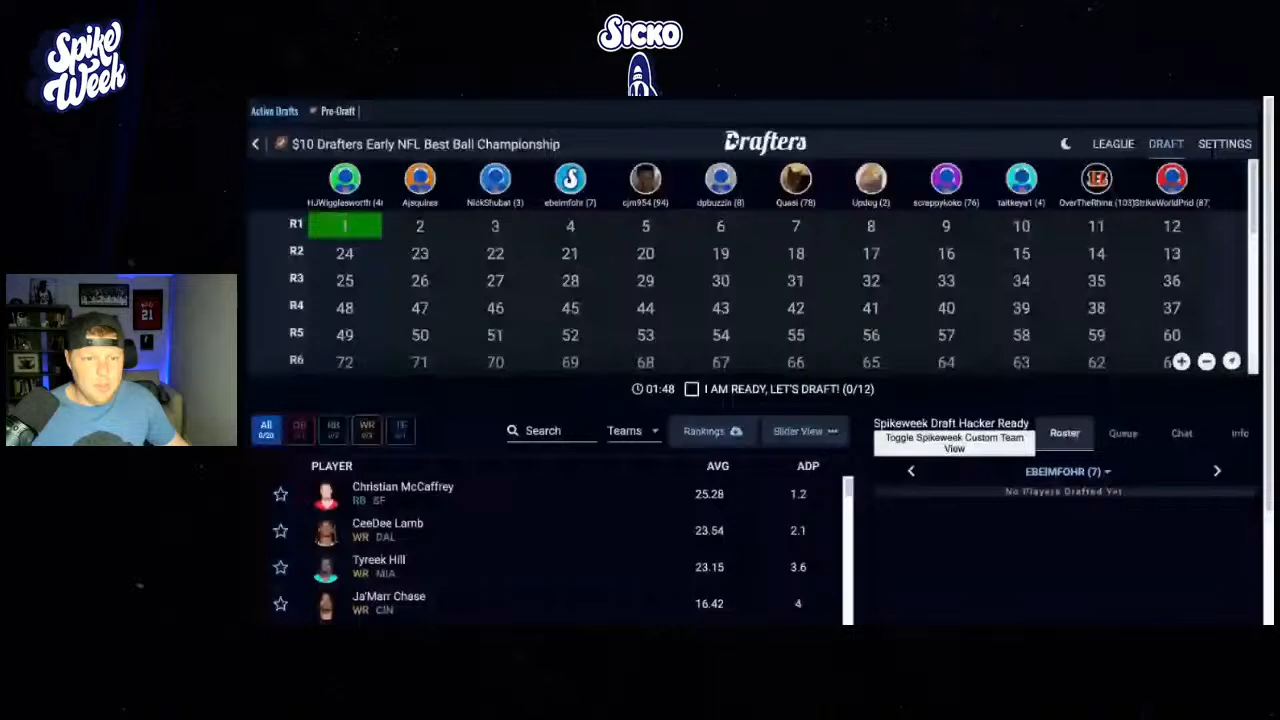 Spike Week
SICKO
Active Drafts
Pre-Draft
$10 Drafters Early NFL Best Ball Championship
Drafters
LEAGUE DRAFT SETTINGS
HJWigglesworth (4( Ajsquires NickShubat (3) ebeimfohr (7) cjm954 (94) dpbuzzin (8) Quasi (78) Updog (2) scrappykoko (76) taitkeya1 (4) OverTheRhine (103) StrikeWorldPrid (87
R1 1 2 3 4 5 6 7 8 9 10 11 12
R2 24 23 22 21 20 19 18 17 16 15 14 13
R3 25 26 27 28 29 30 31 32 33 34 35 36
R4 48 47 46 45 44 43 42 41 40 39 38 37
R5 49 50 51 52 53 54 55 56 57 58 59 60
R6 72 71 70 69 68 67 66 65 64 63 62
01:48 I AM READY, LET'S DRAFT! (0/12)
All QB RB WR TE
0/20
Search
Teams
Rankings
Slider View
Spikeweek Draft Hacker Ready
Toggle Spikeweek Custom Team
View
Roster Queue Chat Info
EBEIMFOHR (7)
No Players Drafted Yet
PLAYER AVG ADP
Christian McCaffrey
RB SF
25.28 1.2
CeeDee Lamb
WR DAL
23.54 2.1
Tyreek Hill
WR MIA
23.15 3.6
Ja'Marr Chase
WR CIN
16.42 4
21